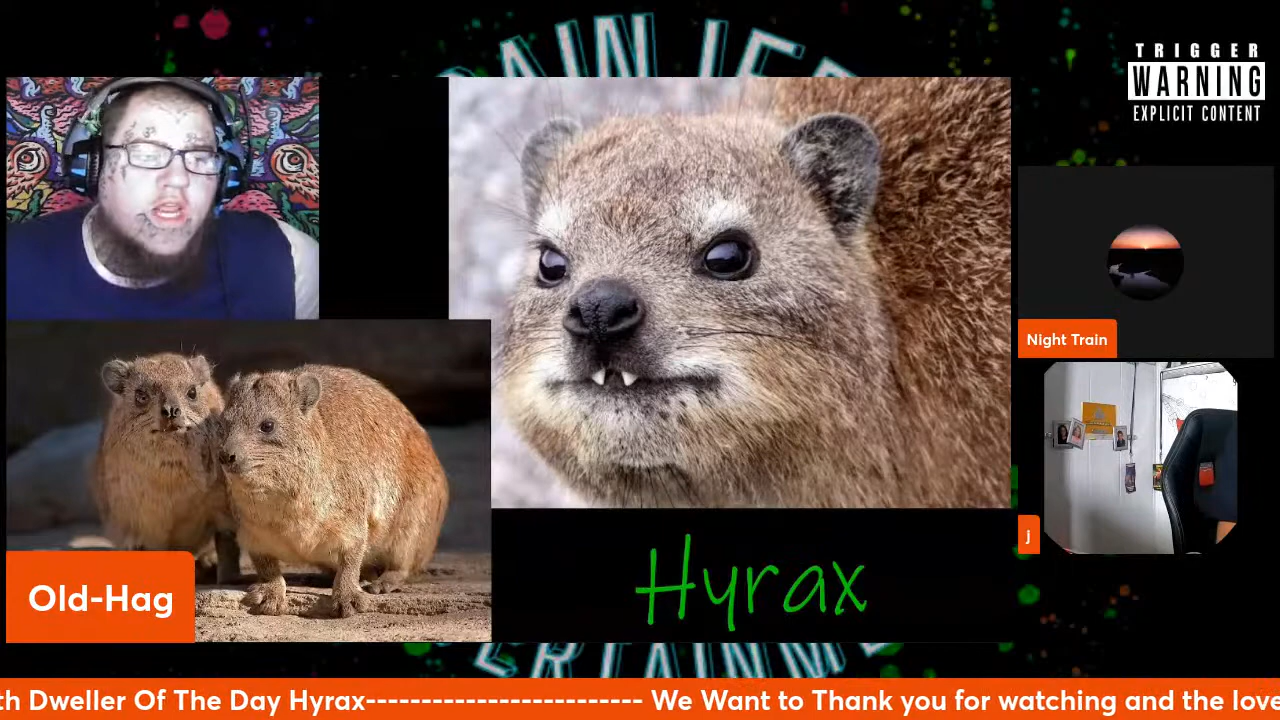 TRIGGER
WARNING
EXPLICIT CONTENT
Night Train
j
Old-Hag
Hyrax
th Dweller Of The Day Hyrax------------------------- We Want to Thank you for watching and the love